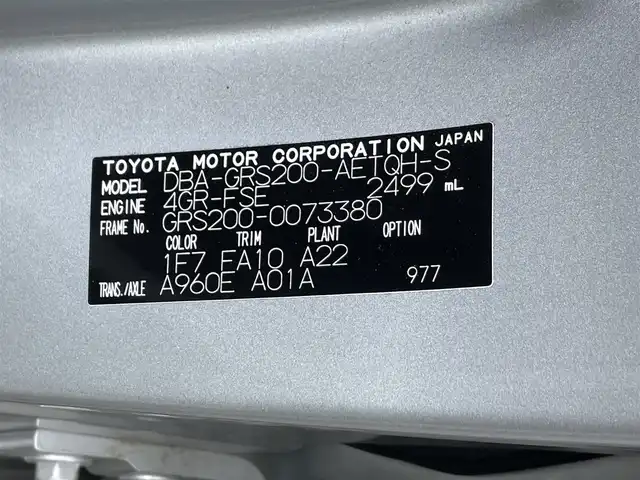 TOYOTA MOTOR CORPORATION JAPAN
MODEL DBA-GRS200-AETQH-S
ENGINE 4GR-FSE 2499 mL
FRAME No. GRS200-0073380
COLOR TRIM PLANT OPTION
1F7 FA10 A22
TRANS./AXLE A960E A01A 977